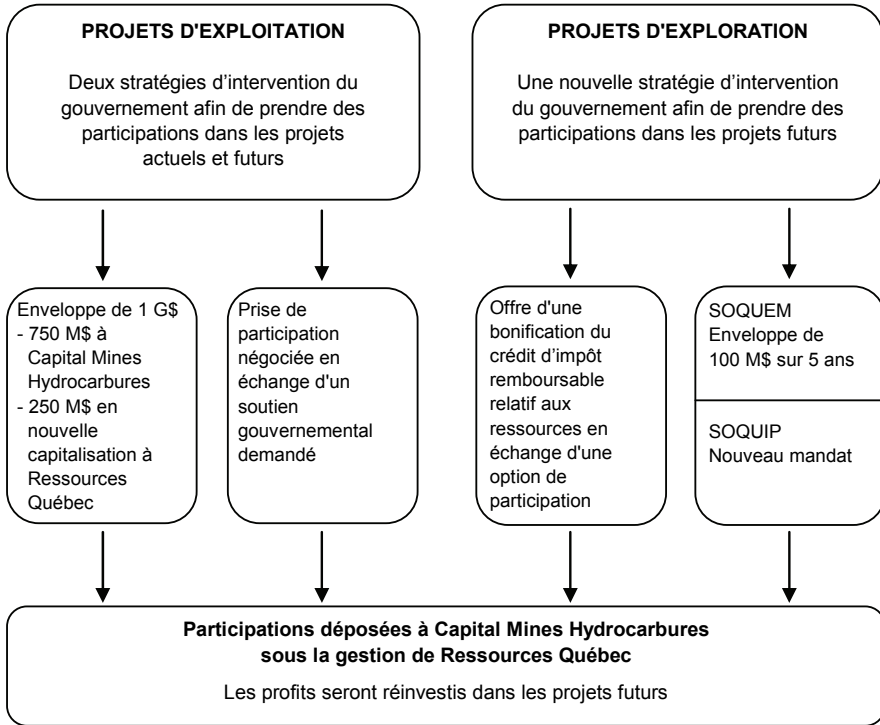 PROJETS D'EXPLOITATION
Deux stratégies d’intervention du
gouvernement afin de prendre des
participations dans les projets
actuels et futurs
PROJETS D'EXPLORATION
Une nouvelle stratégie d’intervention
du gouvernement afin de prendre des
participations dans les projets futurs
Enveloppe de 1 G$
- 750 M$ à
Capital Mines
Hydrocarbures
- 250 M$ en
nouvelle
capitalisation à
Ressources
Québec
Prise de
participation
négociée en
échange d'un
soutien
gouvernemental
demandé
Offre d'une
bonification du
crédit d’impôt
remboursable
relatif aux
ressources en
échange d'une
option de
participation
SOQUEM
Enveloppe de
100 M$ sur 5 ans
SOQUIP
Nouveau mandat
Participations déposées à Capital Mines Hydrocarbures
sous la gestion de Ressources Québec
Les profits seront réinvestis dans les projets futurs